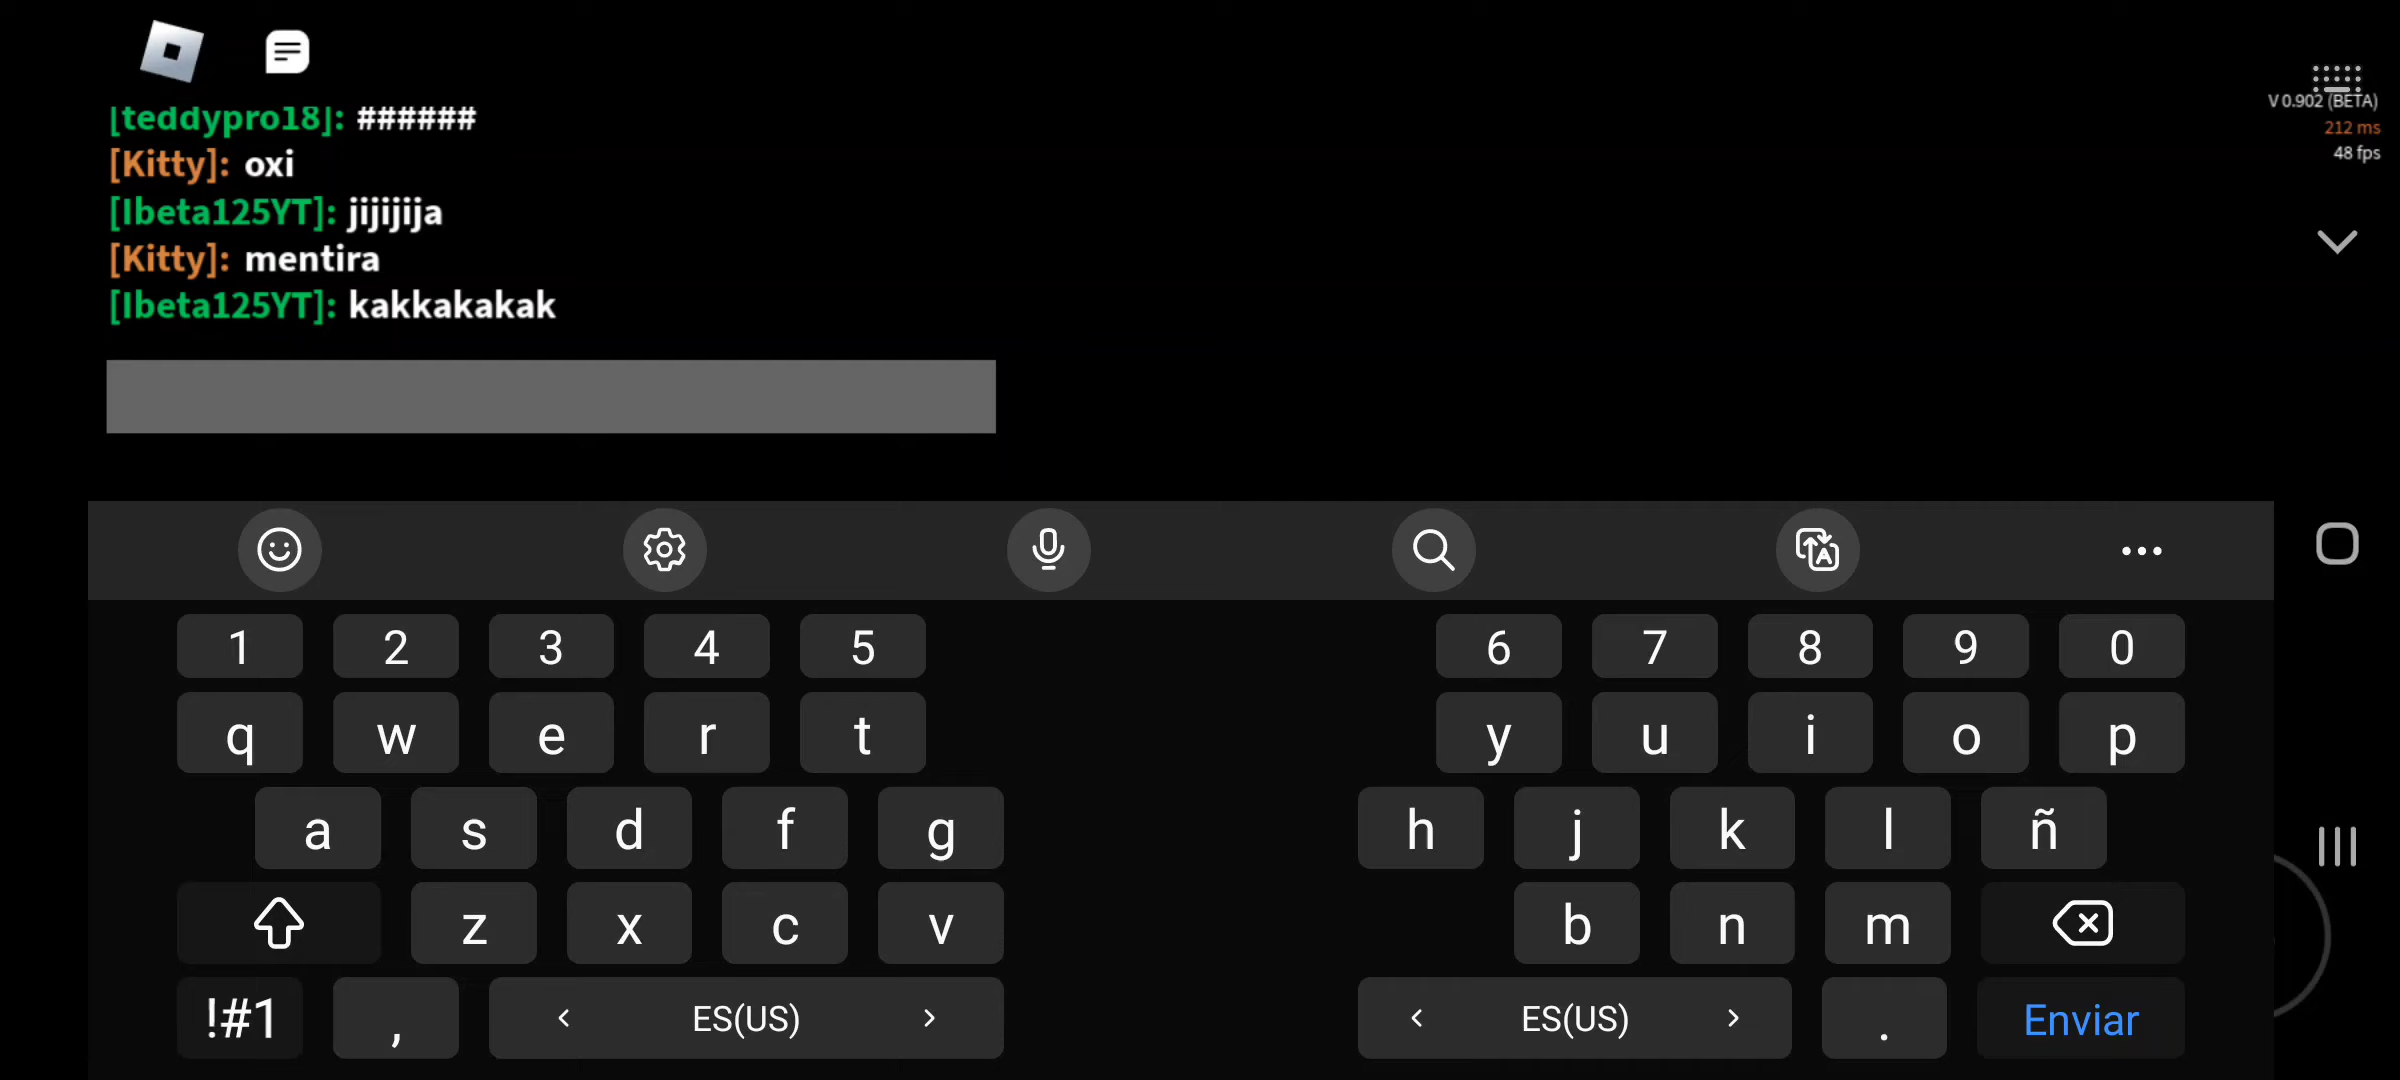 [teddypro18]: ######
[Kitty]: oxi
[Ibeta125YT]: jijijija
[Kitty]: mentira
[Ibeta125YT]: kakkakakak
V 0.902 (BETA)
212 ms
48 fps
1 2 3 4 5 6 7 8 9 0
q w e r t y u i o p
a s d f g h j k l ñ
z x c v b n m
!#1 , < ES(US) > < ES(US) > . Enviar